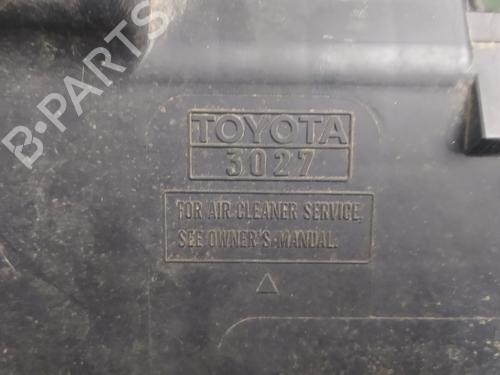 B-PARTS
TOYOTA
3027
FOR AIR CLEANER SERVICE,
SEE OWNER'S MANUAL.